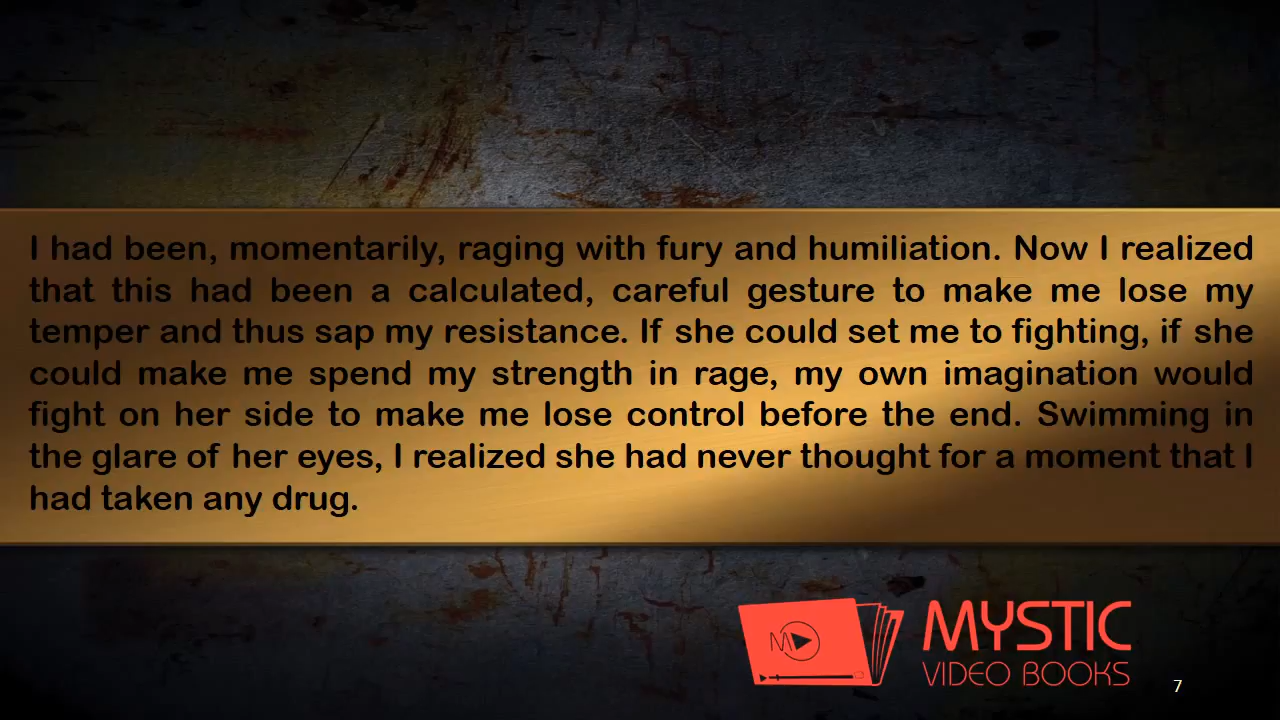 I had been, momentarily, raging with fury and humiliation. Now I realized
that this had been a calculated, careful gesture to make me lose my
temper and thus sap my resistance. If she could set me to fighting, if she
could make me spend my strength in rage, my own imagination would
fight on her side to make me lose control before the end. Swimming in
the glare of her eyes, I realized she had never thought for a moment that I
had taken any drug.
M
MYSTIC
VIDEO BOOKS
7